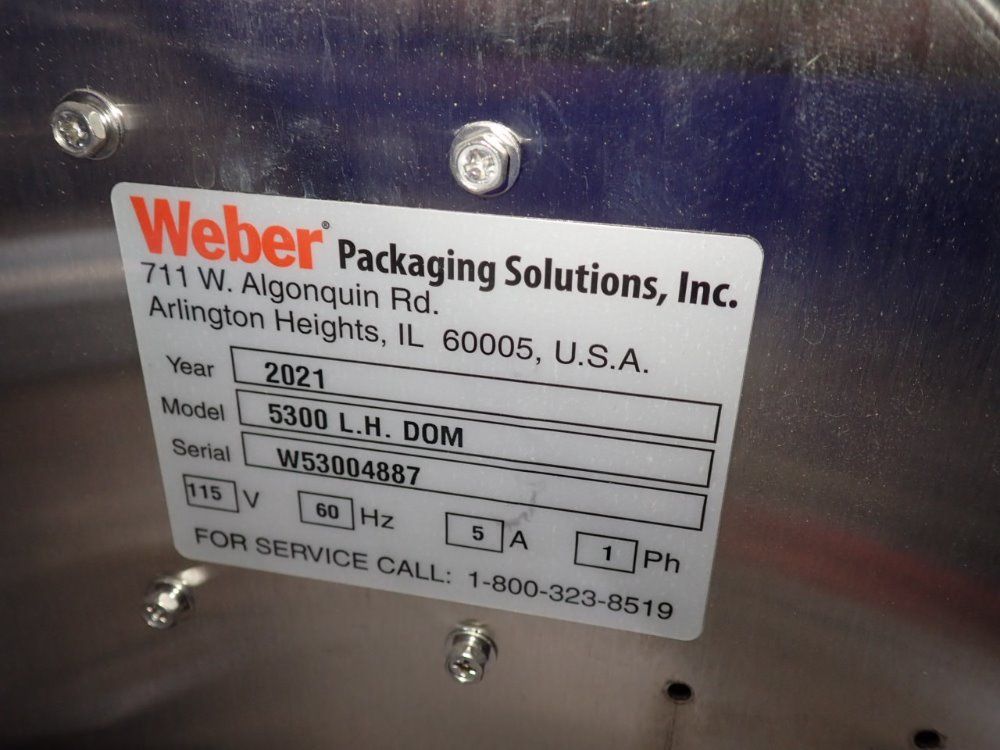 Weber® Packaging Solutions, Inc.
711 W. Algonquin Rd.
Arlington Heights, IL 60005, U.S.A.
Year 2021
Model 5300 L.H. DOM
Serial W53004887
115 V 60 Hz 5 A 1 Ph
FOR SERVICE CALL: 1-800-323-8519